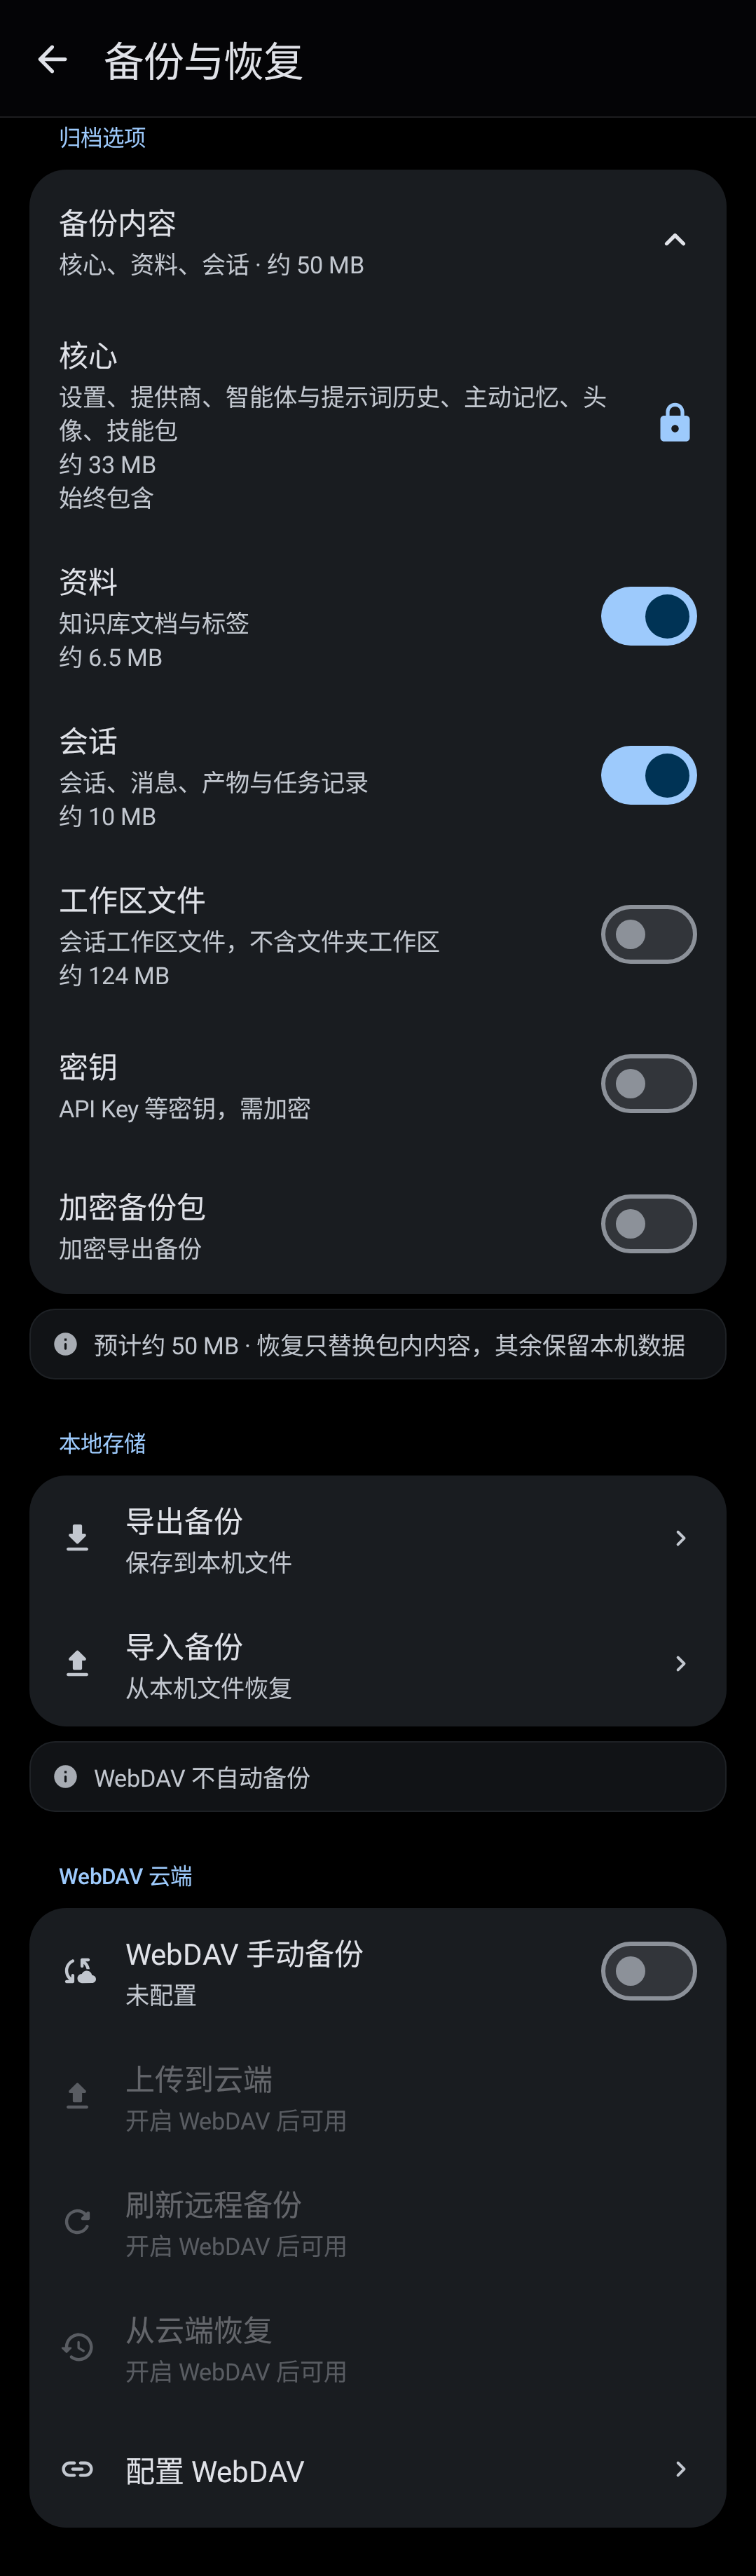 备份与恢复
归档选项
备份内容
核心、资料、会话 · 约 50 MB
核心
设置、提供商、智能体与提示词历史、主动记忆、头
像、技能包
约 33 MB
始终包含
资料
知识库文档与标签
约 6.5 MB
会话
会话、消息、产物与任务记录
约 10 MB
工作区文件
会话工作区文件，不含文件夹工作区
约 124 MB
密钥
API Key 等密钥，需加密
加密备份包
加密导出备份
预计约 50 MB · 恢复只替换包内内容，其余保留本机数据
本地存储
导出备份
保存到本机文件
导入备份
从本机文件恢复
WebDAV 不自动备份
WebDAV 云端
WebDAV 手动备份
未配置
上传到云端
开启 WebDAV 后可用
刷新远程备份
开启 WebDAV 后可用
从云端恢复
开启 WebDAV 后可用
配置 WebDAV